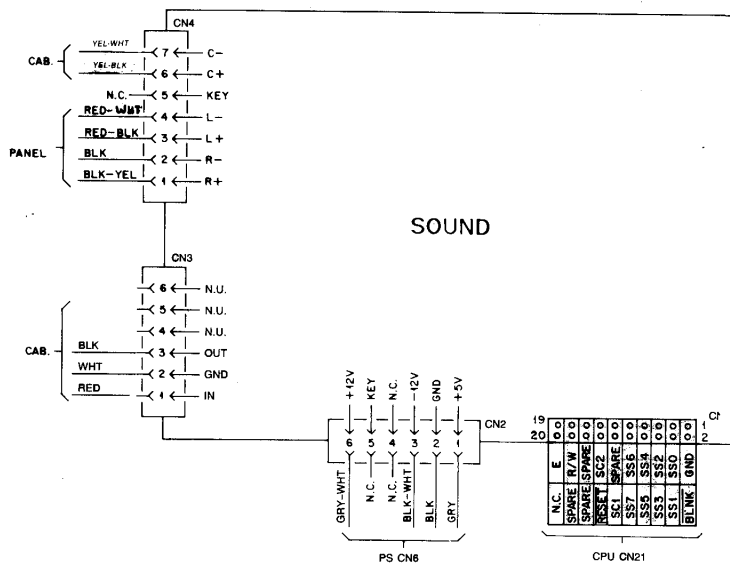 CN4
YEL-WHT 7 C-
CAB.
YEL-BLK 6 C+
N.C. 5 KEY
RED-WHT 4 L-
RED-BLK 3 L+
PANEL
BLK 2 R-
BLK-YEL 1 R+
SOUND
CN3
6 N.U.
5 N.U.
4 N.U.
CAB.
BLK 3 OUT
WHT 2 GND
RED 1 IN
+12V KEY N.C. -12V GND +5V
CN2
6 5 4 3 2 1
GRY-WHT N.C. N.C. BLK-WHT BLK GRY
PS CN6
19 1
20 2
E R/W SPARE SC2 SPARE SS6 SS4 SS2 SS0 GND
N.C. SPARE SPARE RESET SC1 SS7 SS5 SS3 SS1 BLNK
CPU CN21